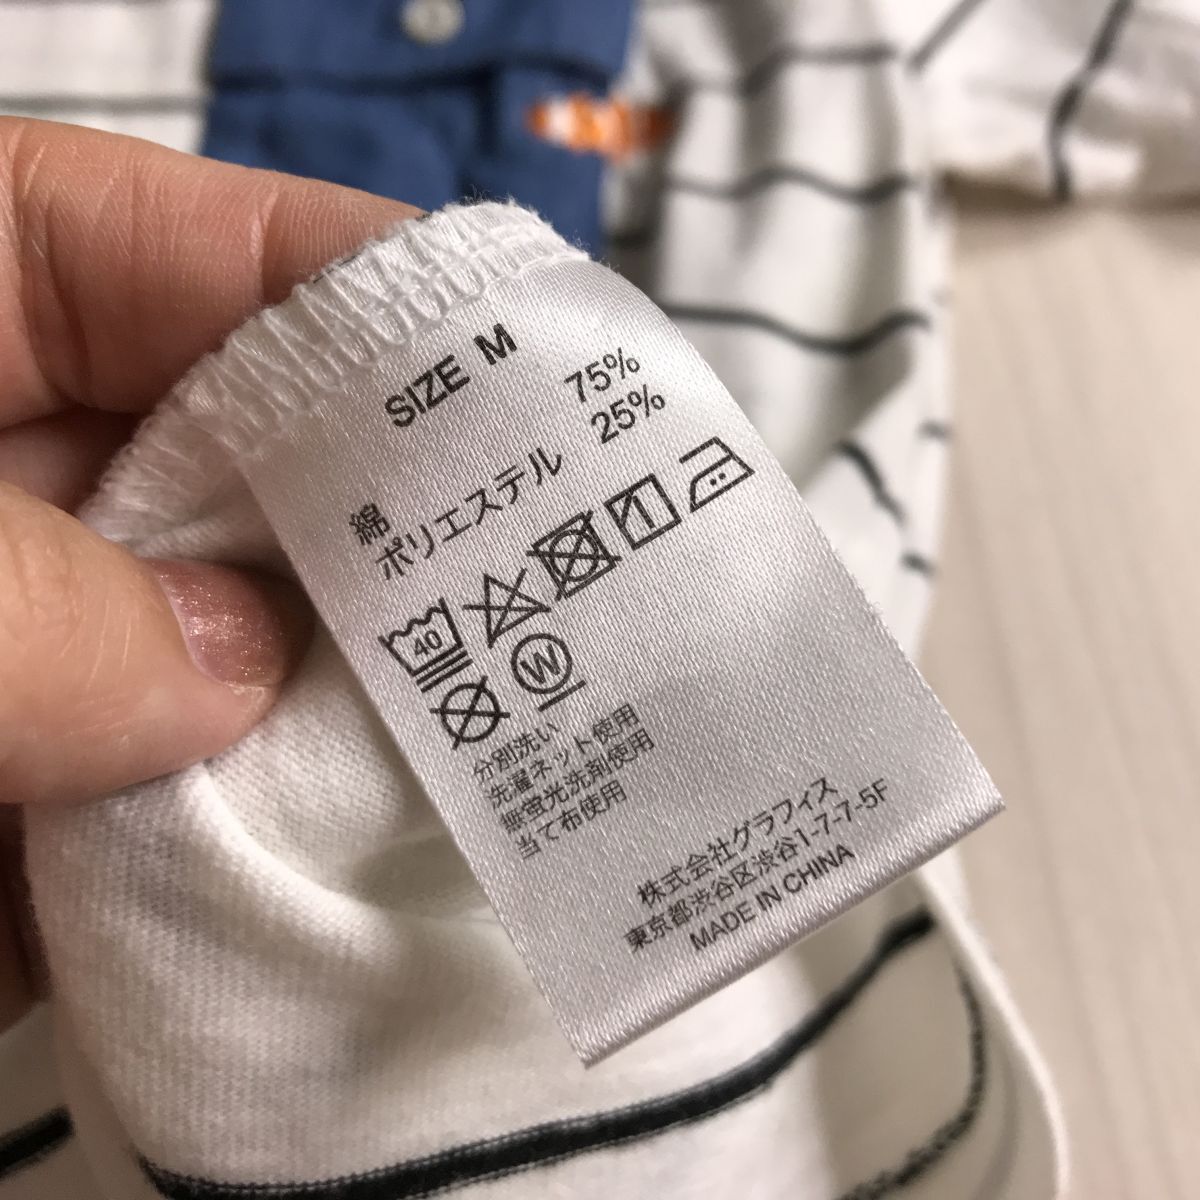 SIZE M
綿 75%
ポリエステル 25%
40
W
分別洗い
洗濯ネット使用
無蛍光洗剤使用
当て布使用
株式会社グラフィス
東京都渋谷区渋谷1-7-7-5F
MADE IN CHINA